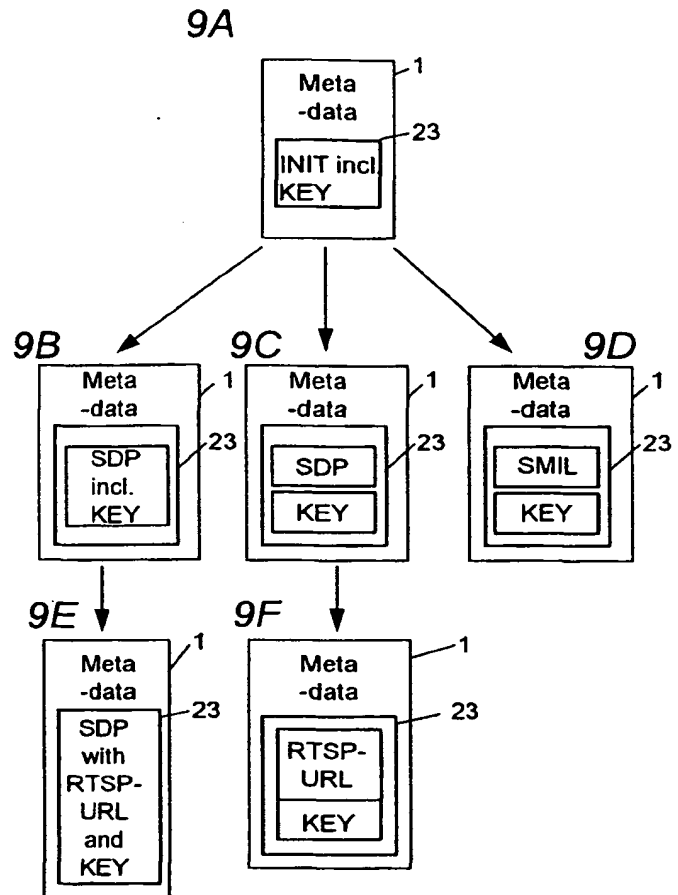 9A
1
Meta
-data
23
INIT incl.
KEY
9B
Meta
-data
1
23
SDP
incl.
KEY
9C
Meta
-data
1
23
SDP
KEY
9D
Meta
-data
1
23
SMIL
KEY
9E
Meta
-data
1
23
SDP
with
RTSP-
URL
and
KEY
9F
Meta
-data
1
23
RTSP-
URL
KEY